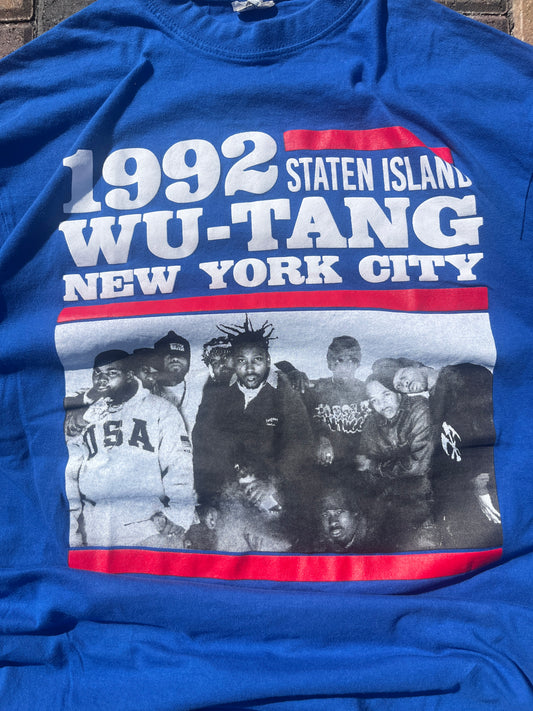 1992
STATEN ISLAND
WU-TANG
NEW YORK CITY
USA